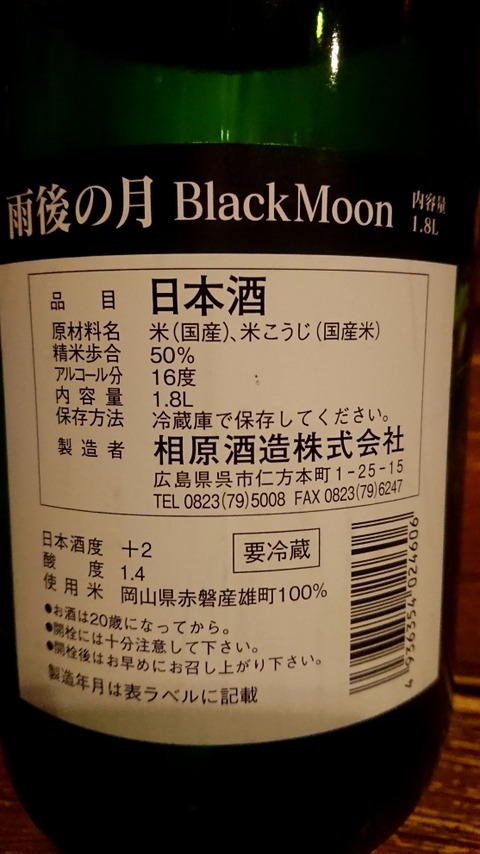 雨後の月 BlackMoon 内容量 1.8L
品目 日本酒
原材料名 米(国産)、米こうじ(国産米)
精米歩合 50%
アルコール分 16度
内容量 1.8L
保存方法 冷蔵庫で保存してください。
製造者 相原酒造株式会社
広島県呉市仁方本町1-25-15
TEL 0823(79)5008 FAX 0823(79)6247
日本酒度 +2
要冷蔵
酸度 1.4
使用米 岡山県赤磐産雄町100%
●お酒は20歳になってから。
●開栓には十分注意して下さい。
●開栓後はお早めにお召し上がり下さい。
製造年月は表ラベルに記載
4 936354 024606